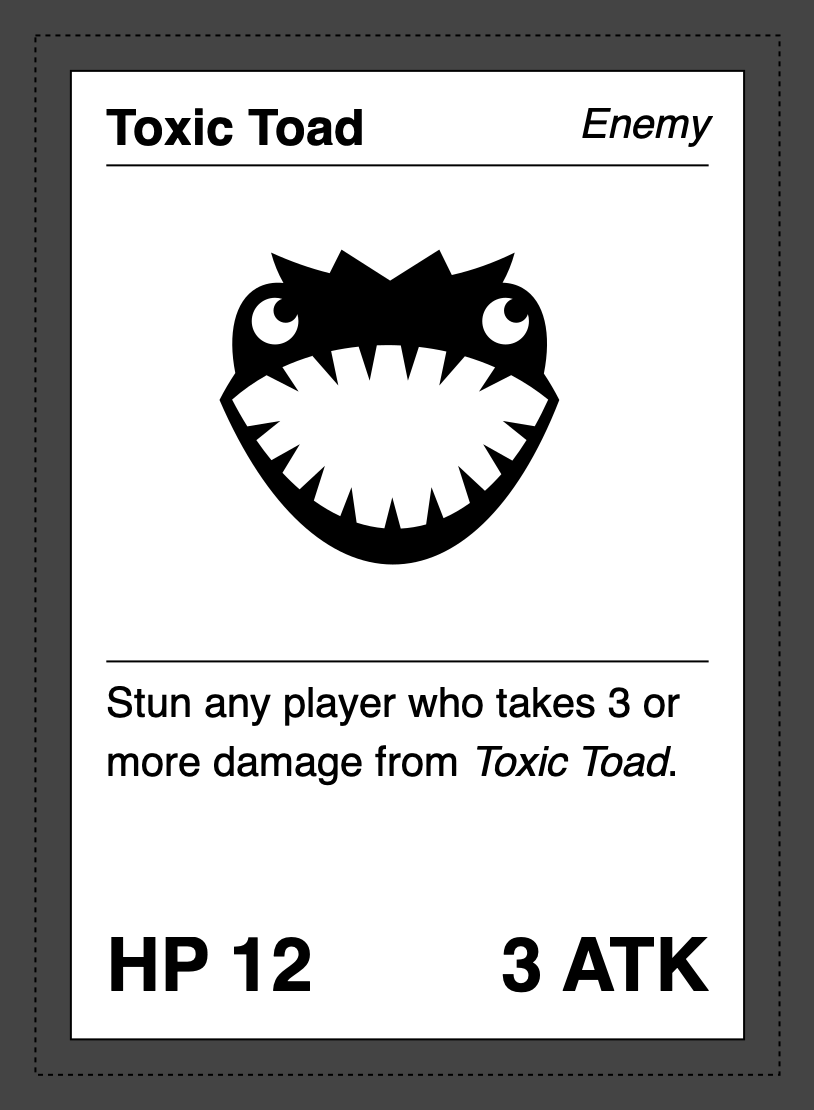 Toxic Toad Enemy
Stun any player who takes 3 or
more damage from Toxic Toad.
HP 12 3 ATK